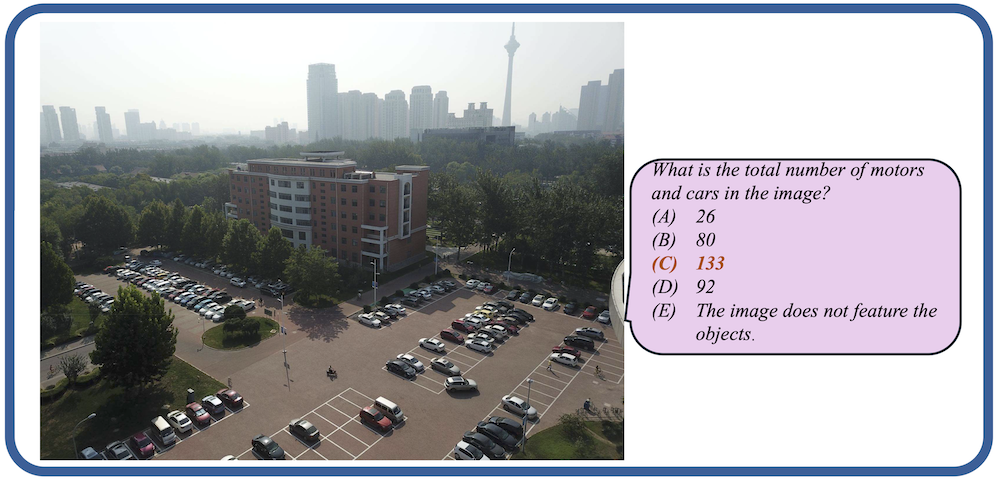 What is the total number of motors
and cars in the image?
(A) 26
(B) 80
(C) 133
(D) 92
(E) The image does not feature the
objects.